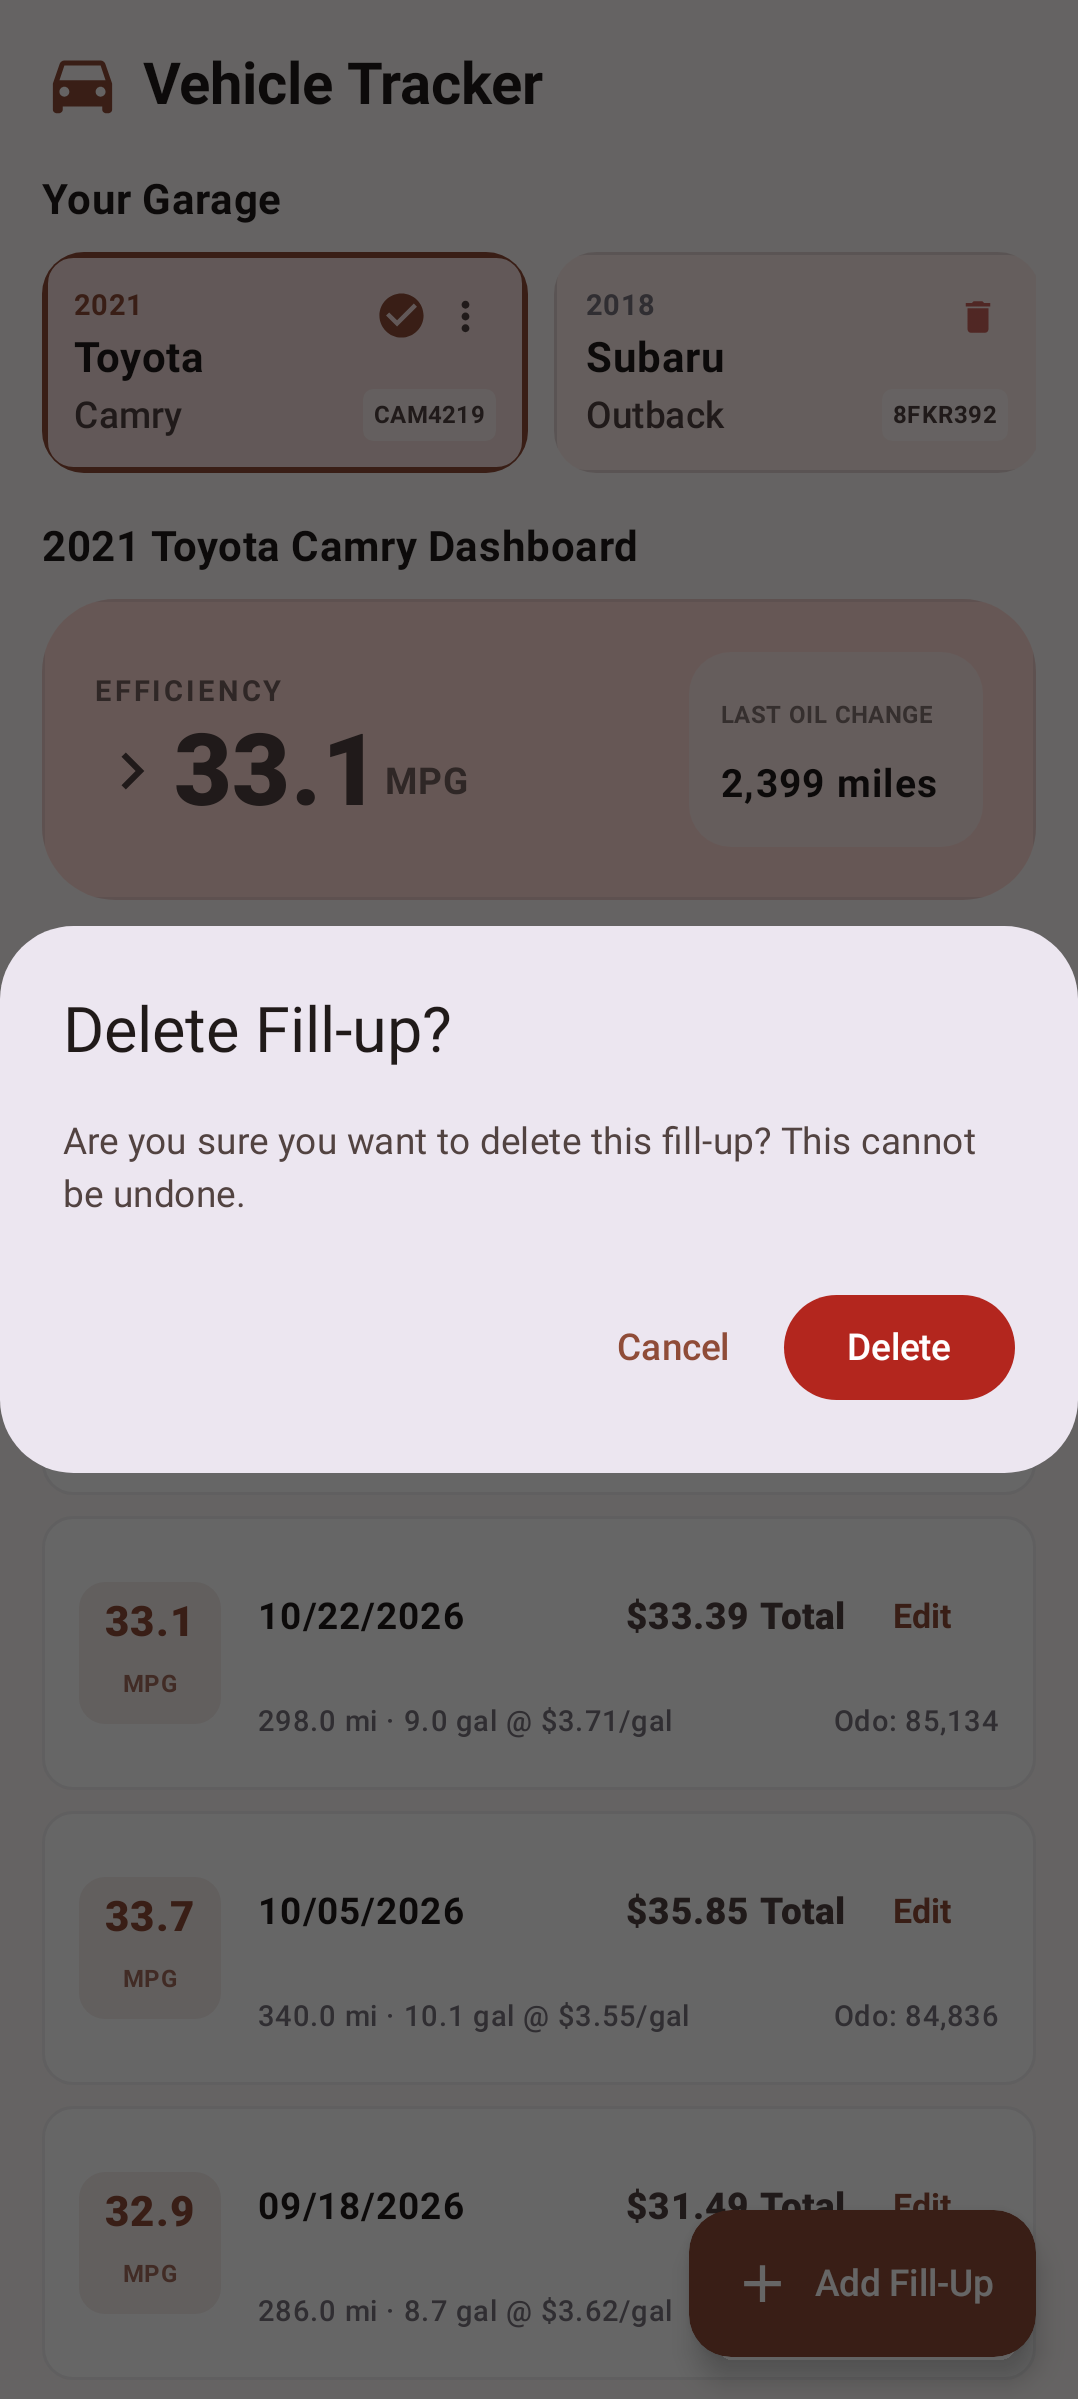 Vehicle Tracker
Your Garage
2021
Toyota
Camry
CAM4219
2018
Subaru
Outback
8FKR392
2021 Toyota Camry Dashboard
EFFICIENCY
33.1 MPG
LAST OIL CHANGE
2,399 miles
Delete Fill-up?
Are you sure you want to delete this fill-up? This cannot
be undone.
Cancel
Delete
33.1
MPG
10/22/2026
$33.39 Total
Edit
298.0 mi · 9.0 gal @ $3.71/gal
Odo: 85,134
33.7
MPG
10/05/2026
$35.85 Total
Edit
340.0 mi · 10.1 gal @ $3.55/gal
Odo: 84,836
32.9
MPG
09/18/2026
$31.49 Total
Edit
286.0 mi · 8.7 gal @ $3.62/gal
Add Fill-Up